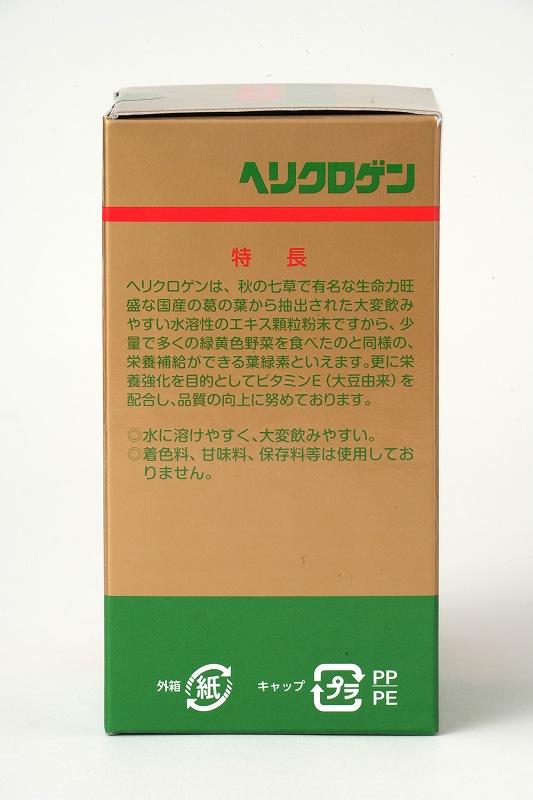 ヘリクロゲン
特長
ヘリクロゲンは、秋の七草で有名な生命力旺
盛な国産の葛の葉から抽出された大変飲み
やすい水溶性のエキス顆粒粉末ですから、少
量で多くの緑黄色野菜を食べたのと同様の、
栄養補給ができる葉緑素といえます。更に栄
養強化を目的としてビタミンE(大豆由来)を
配合し、品質の向上に努めております。
◎水に溶けやすく、大変飲みやすい。
◎着色料、甘味料、保存料等は使用してお
りません。
外箱 紙 キャップ プラ PP
PE